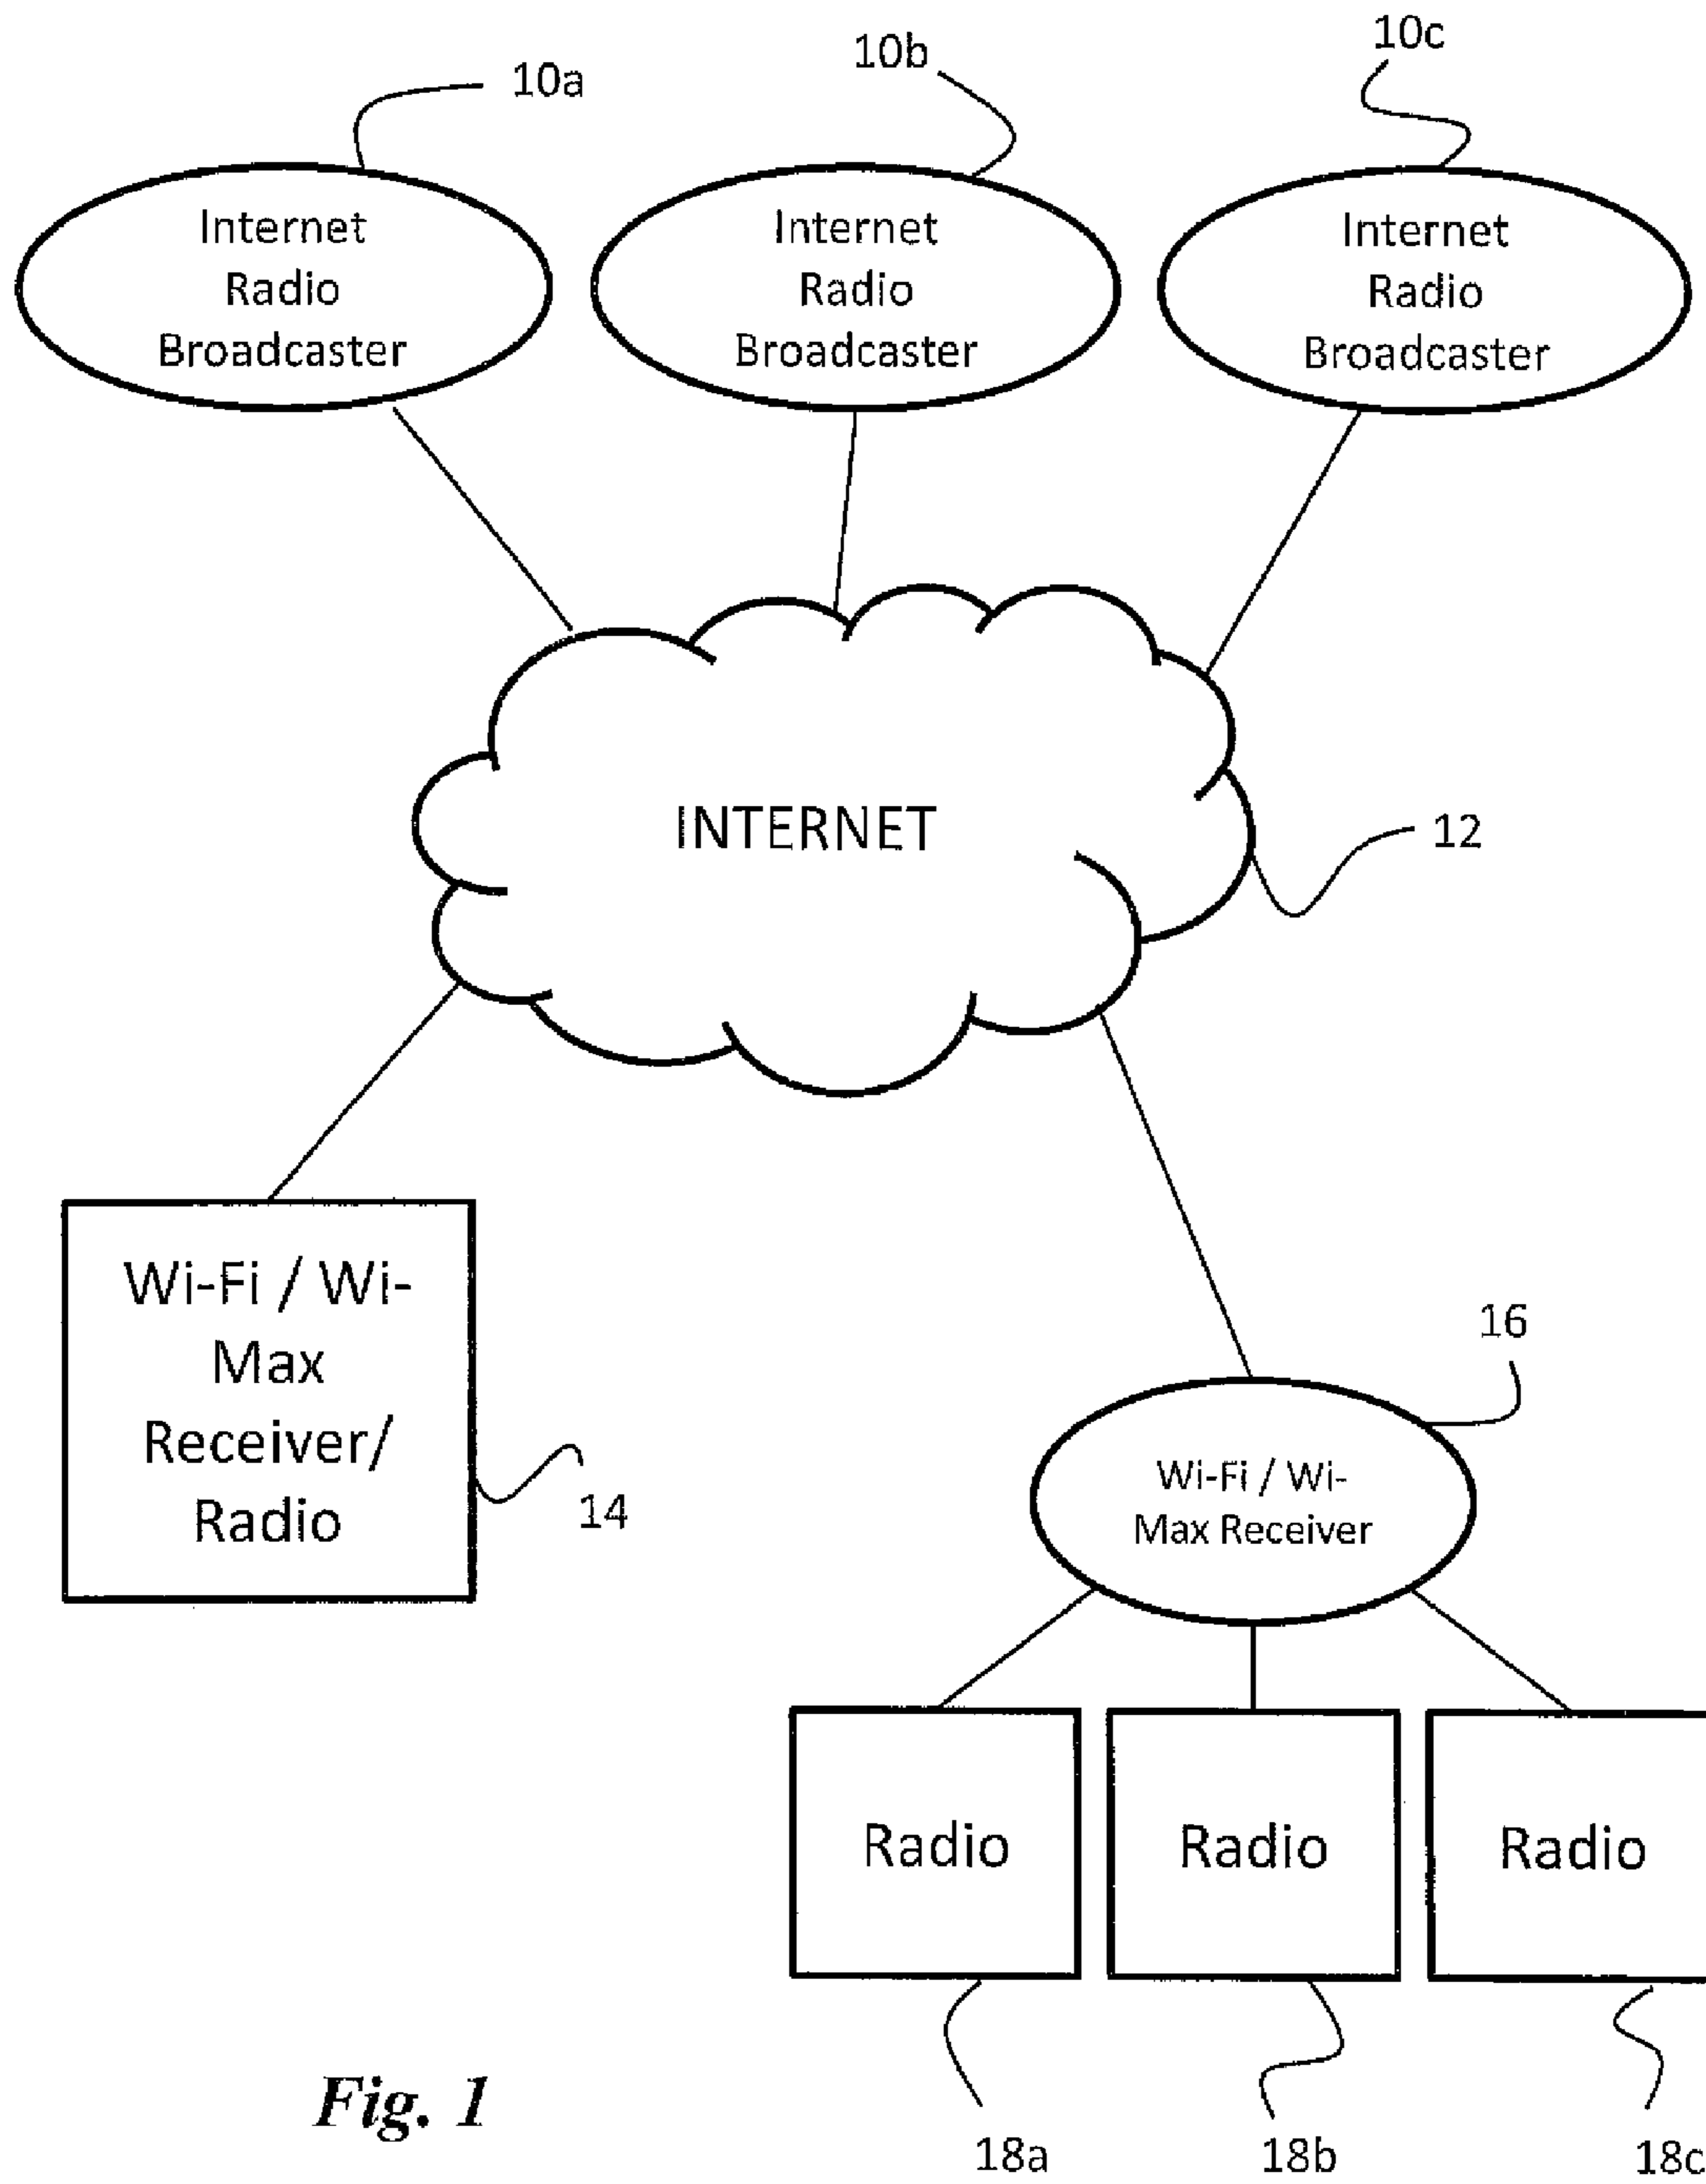 10a
10b
10c
Internet
Radio
Broadcaster
Internet
Radio
Broadcaster
Internet
Radio
Broadcaster
INTERNET
12
Wi-Fi / Wi-
Max
Receiver/
Radio
14
16
Wi-Fi / Wi-
Max Receiver
Radio
Radio
Radio
18a
18b
18c
Fig. 1